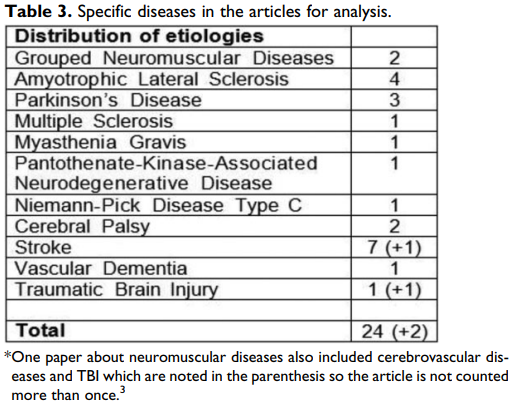 Table 3. Specific diseases in the articles for analysis.
Distribution of etiologies
Grouped Neuromuscular Diseases 2
Amyotrophic Lateral Sclerosis 4
Parkinson's Disease 3
Multiple Sclerosis 1
Myasthenia Gravis 1
Pantothenate-Kinase-Associated 1
Neurodegenerative Disease
Niemann-Pick Disease Type C 1
Cerebral Palsy 2
Stroke 7 (+1)
Vascular Dementia 1
Traumatic Brain Injury 1 (+1)
Total 24 (+2)
*One paper about neuromuscular diseases also included cerebrovascular dis-
eases and TBI which are noted in the parenthesis so the article is not counted
more than once.3